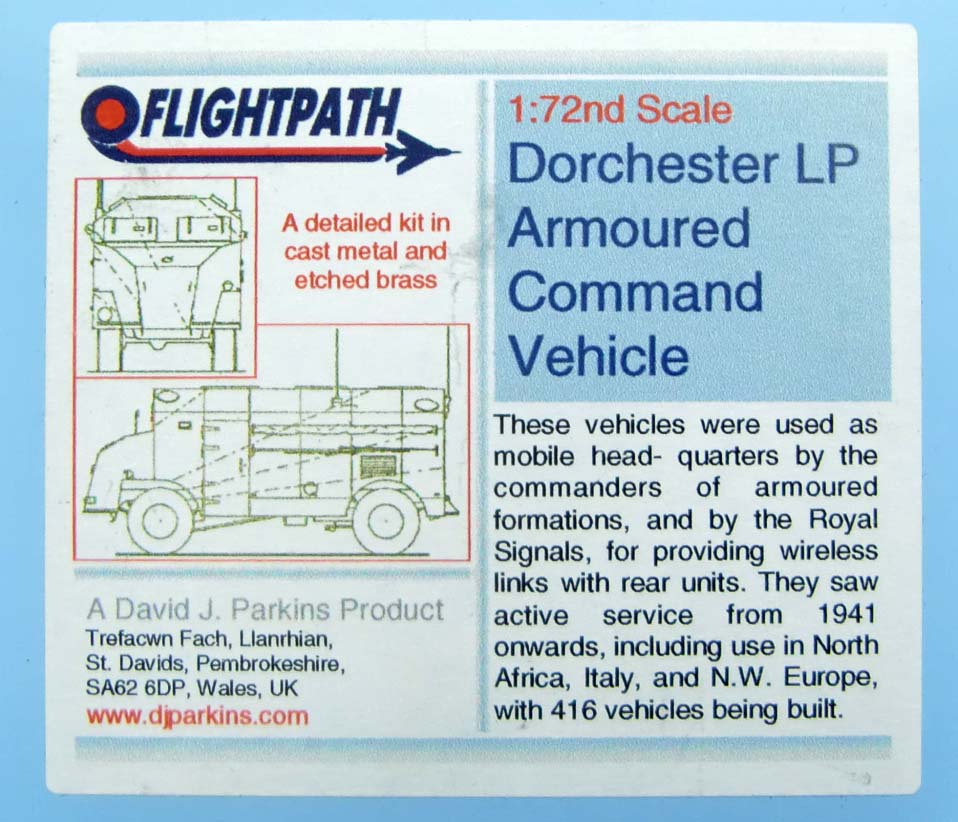 FLIGHTPATH
A detailed kit in
cast metal and
etched brass
A David J. Parkins Product
Trefacwn Fach, Llanrhian,
St. Davids, Pembrokeshire,
SA62 6DP, Wales, UK
www.djparkins.com
1:72nd Scale
Dorchester LP
Armoured
Command
Vehicle
These vehicles were used as
mobile head- quarters by the
commanders of armoured
formations, and by the Royal
Signals, for providing wireless
links with rear units. They saw
active service from 1941
onwards, including use in North
Africa, Italy, and N.W. Europe,
with 416 vehicles being built.